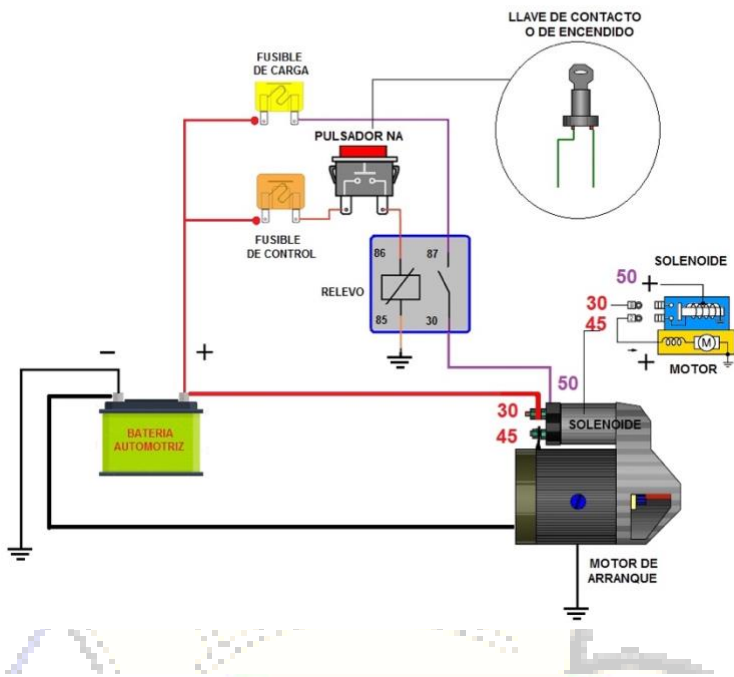 LLAVE DE CONTACTO
O DE ENCENDIDO
FUSIBLE
DE CARGA
PULSADOR NA
FUSIBLE
DE CONTROL
86
87
RELEVO
85
30
SOLENOIDE
50
+
30
45
M
-
+
MOTOR
-
+
BATERIA
AUTOMOTRIZ
50
30
SOLENOIDE
45
MOTOR DE
ARRANQUE